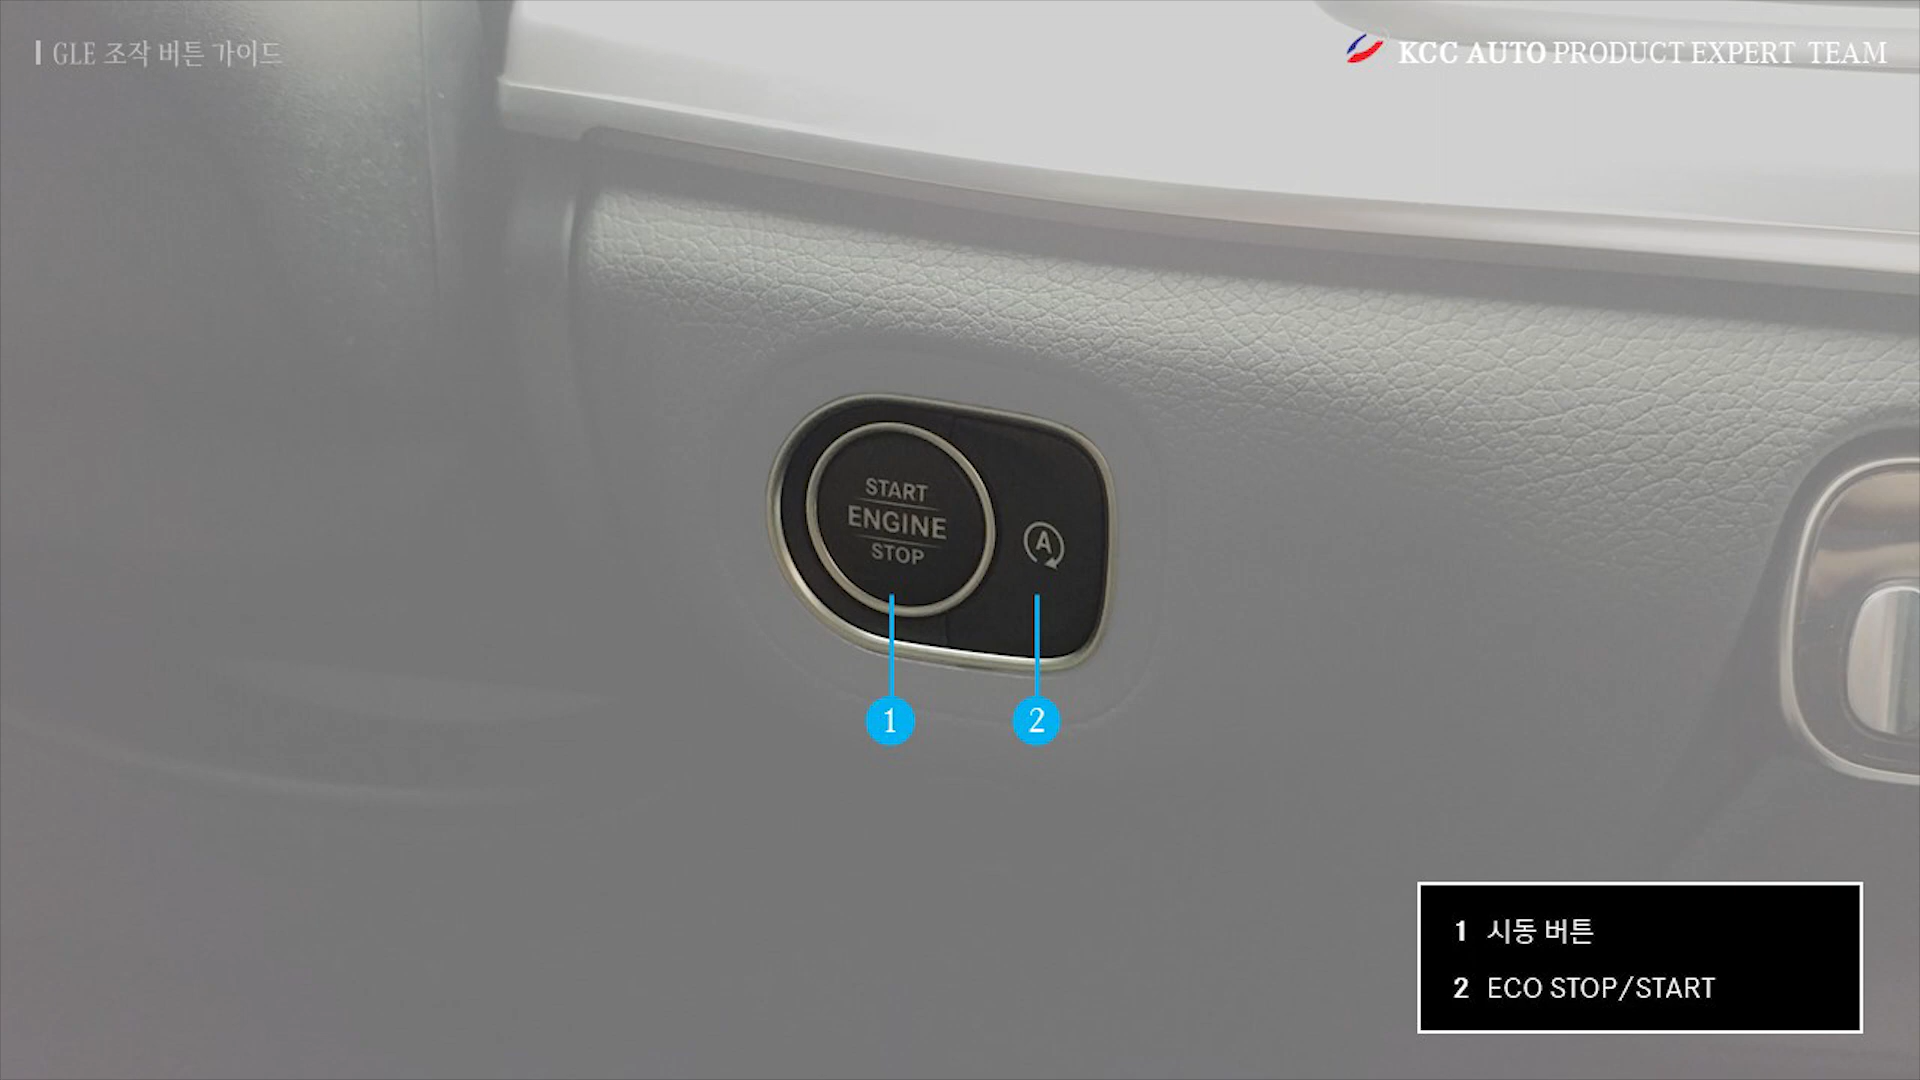 GLE 조작 버튼 가이드
KCC AUTO PRODUCT EXPERT TEAM
START
ENGINE
STOP
A
1
2
1 시동 버튼
2 ECO STOP/START